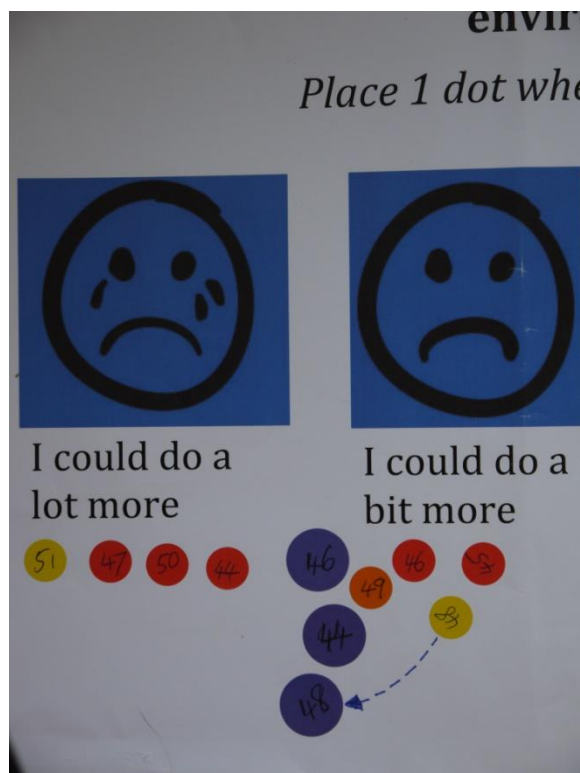 envir
Place 1 dot whe
I could do a
lot more
I could do a
bit more
51 47 50 44
46 46
49
44
48